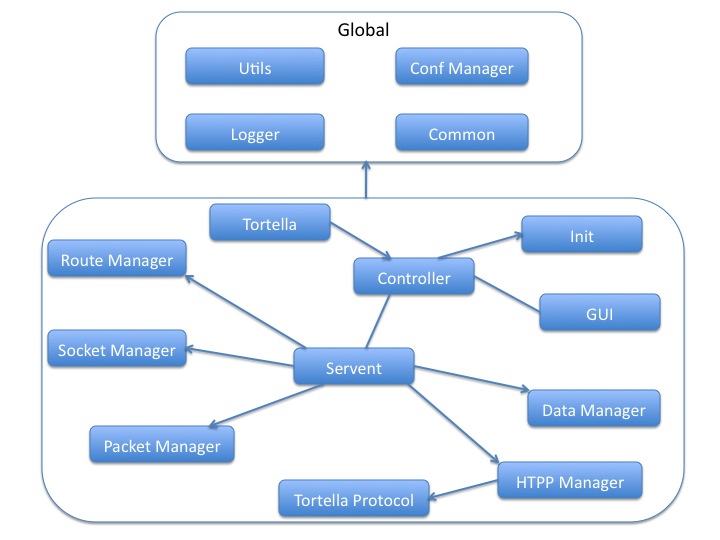 Global
Utils
Conf Manager
Logger
Common
Tortella
Init
Route Manager
Controller
GUI
Socket Manager
Servent
Data Manager
Packet Manager
HTPP Manager
Tortella Protocol